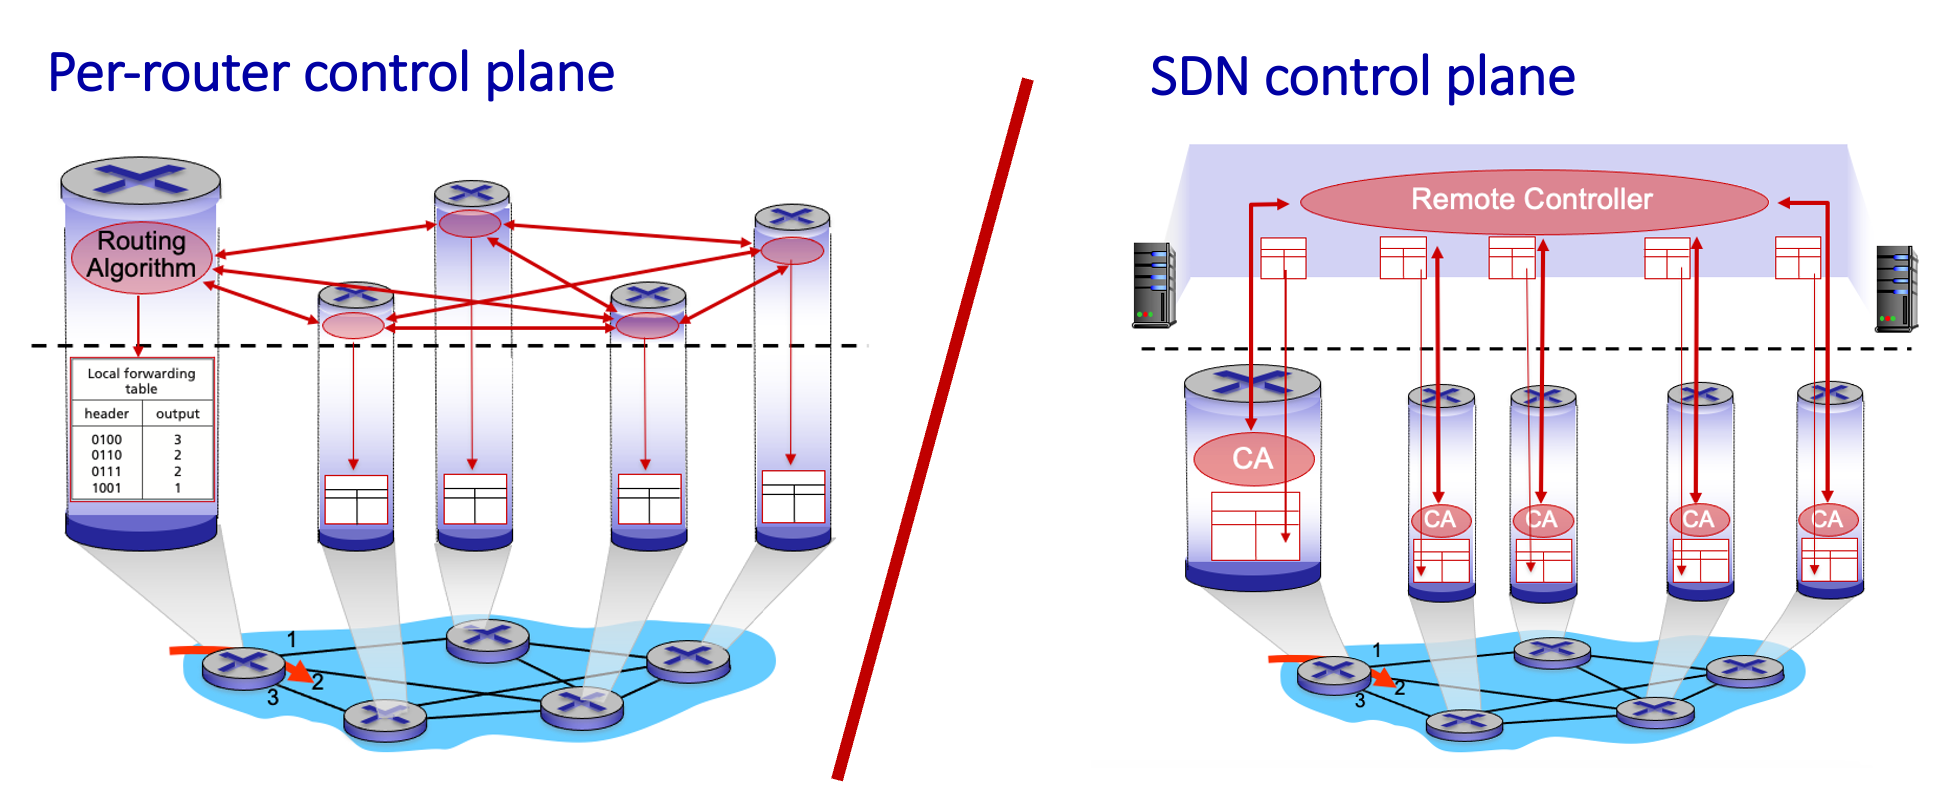 Per-router control plane
Routing
Algorithm
Local forwarding
table
header output
0100 3
0110 2
0111 2
1001 1
1
2
3
SDN control plane
Remote Controller
CA
CA
CA
CA
CA
1
2
3